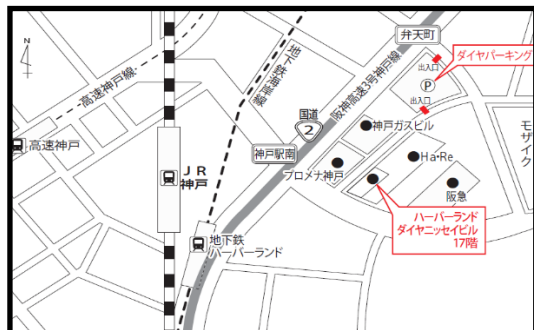 弁天町
ダイヤパーキング
出入口
P
出入口
高速神戸線
地下鉄海岸線
阪神高速3号神戸線
国道
2
神戸駅南
神戸ガスビル
モザイク
高速神戸
JR
神戸
プロメナ神戸
Ha・Re
阪急
地下鉄
ハーバーランド
ハーバーランド
ダイヤニッセイビル
17階